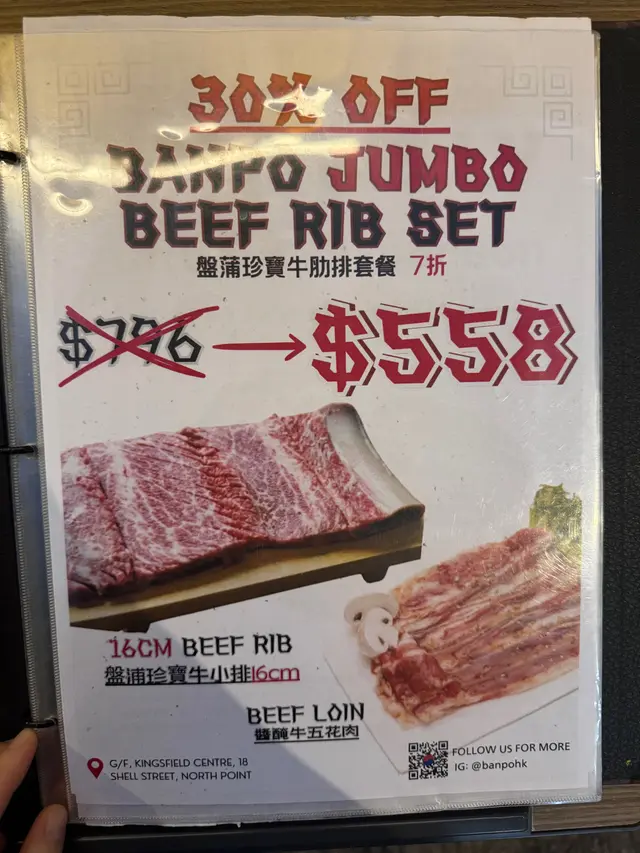 30% OFF
BANPO JUMBO
BEEF RIB SET
盤蒲珍寶牛肋排套餐 7折
$796
$558
16CM BEEF RIB
盤浦珍寶牛小排16cm
BEEF LOIN
醬醃牛五花肉
G/F, KINGSFIELD CENTRE, 18
SHELL STREET, NORTH POINT
FOLLOW US FOR MORE
IG: @banpohk